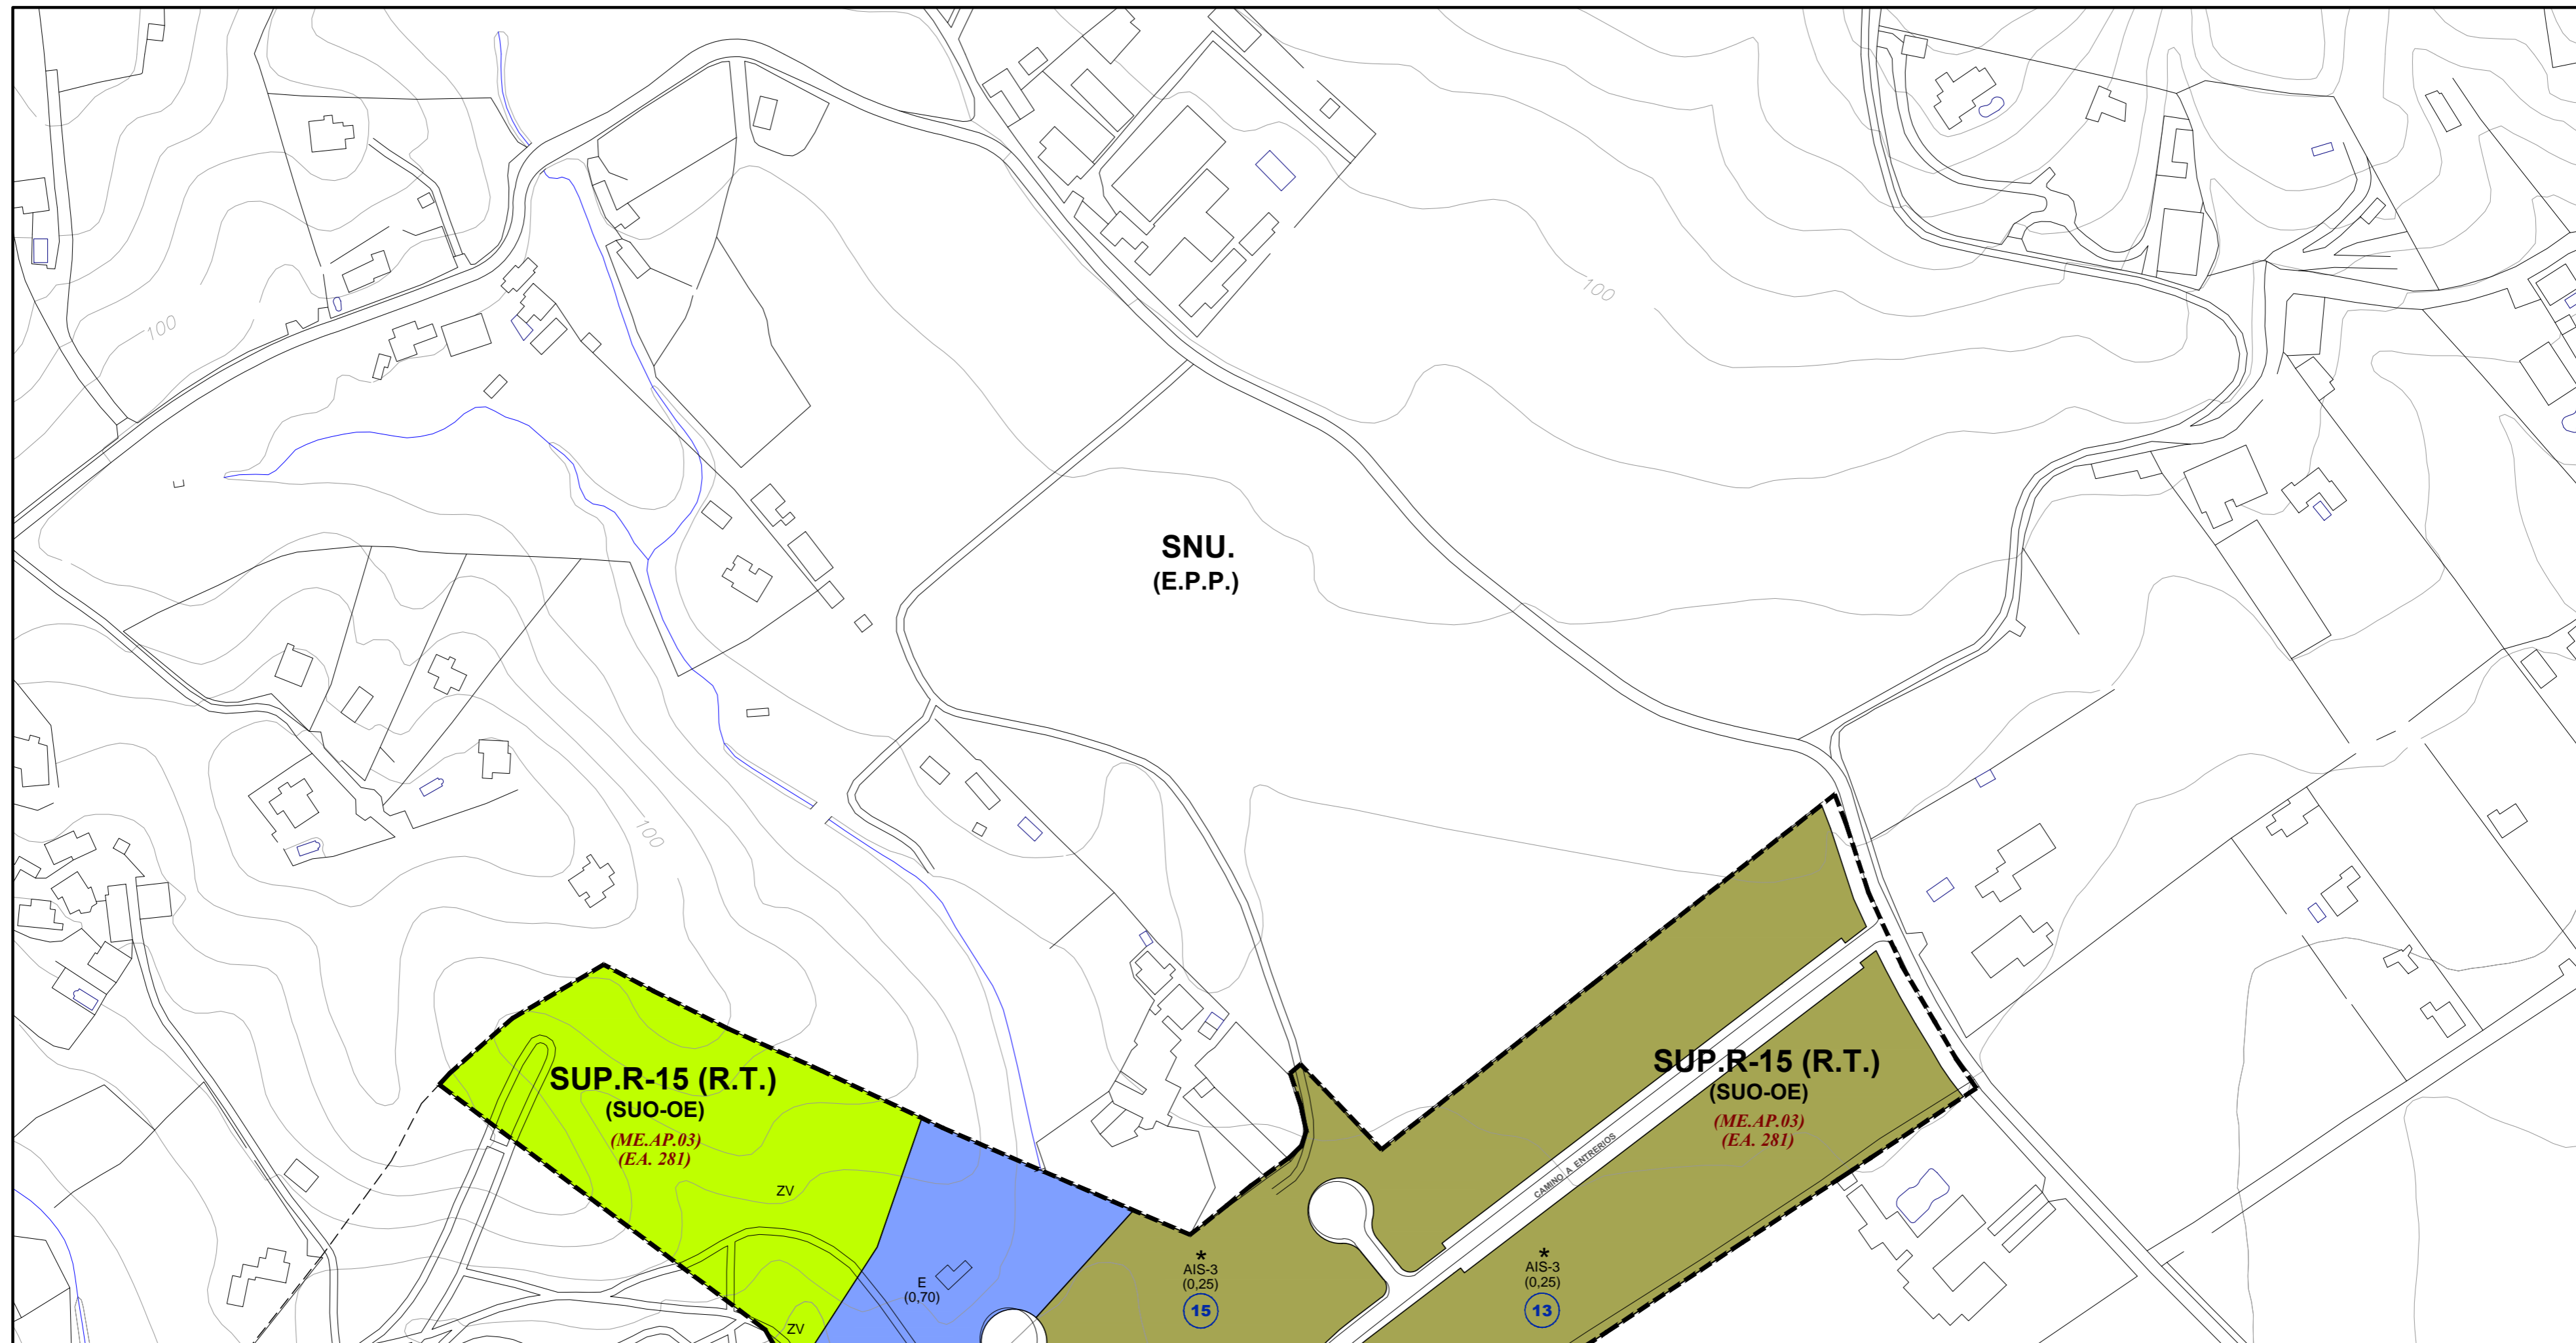 100
100
SNU.
(E.P.P.)
100
SUP.R-15 (R.T.)
(SUO-OE)
(ME.AP.03)
(EA. 281)
SUP.R-15 (R.T.)
(SUO-OE)
(ME.AP.03)
(EA. 281)
CAMINO A ENTRERIOS
ZV
*
AIS-3
(0,25)
15
*
AIS-3
(0,25)
13
E
(0,70)
ZV